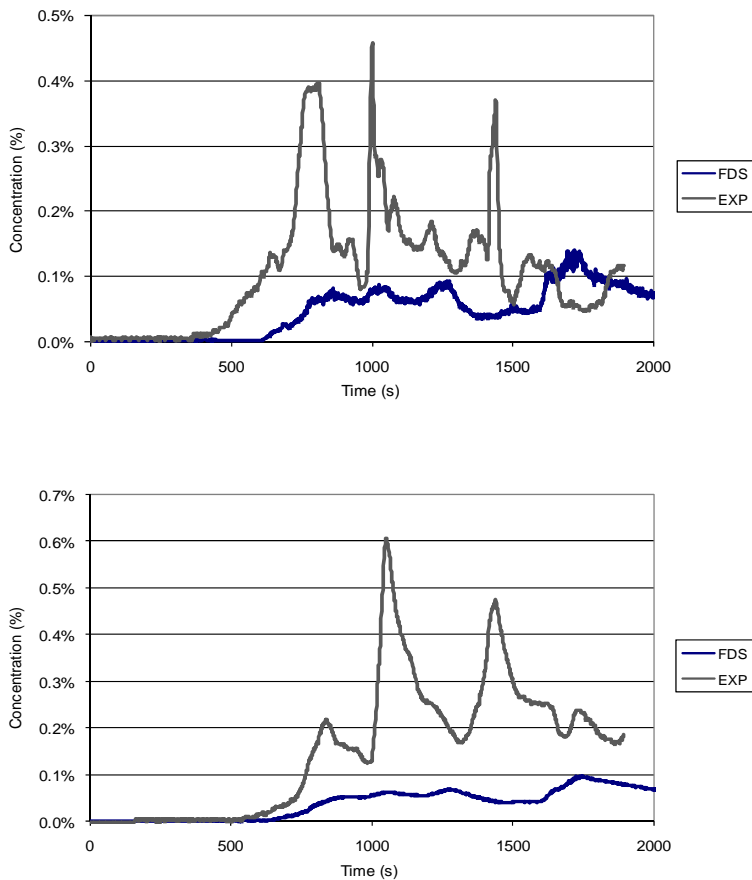 0.5%
0.4%
0.3%
0.2%
0.1%
0.0%
Concentration (%)
0 500 1000 1500 2000
Time (s)
FDS
EXP
0.7%
0.6%
0.5%
0.4%
0.3%
0.2%
0.1%
0.0%
Concentration (%)
0 500 1000 1500 2000
Time (s)
FDS
EXP